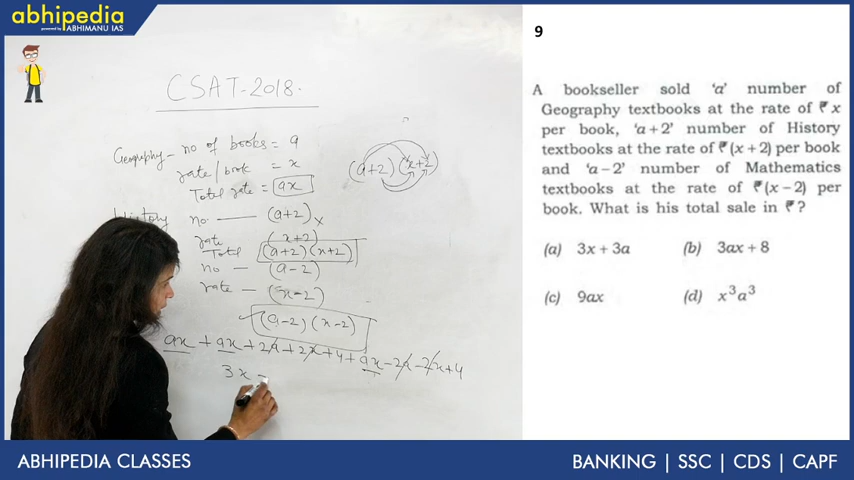 abhipedia
powered by ABHIMANU IAS
CSAT-2018.
Geography - no of books = a
rate/book = x
Total rate = ax
(a+2)(x+2)
History no. — (a+2) x
rate (x+2)
Total (a+2)(x+2)
no — (a-2)
rate — (x-2)
(a-2)(x-2)
ax + ax + 2a + 2x + 4 + ax - 2a - 2x + 4
3x
9
A bookseller sold 'a' number of
Geography textbooks at the rate of ₹ x
per book, 'a+2' number of History
textbooks at the rate of ₹ (x+2) per book
and 'a-2' number of Mathematics
textbooks at the rate of ₹ (x-2) per
book. What is his total sale in ₹ ?
(a) 3x + 3a (b) 3ax + 8
(c) 9ax (d) x³a³
ABHIPEDIA CLASSES
BANKING | SSC | CDS | CAPF